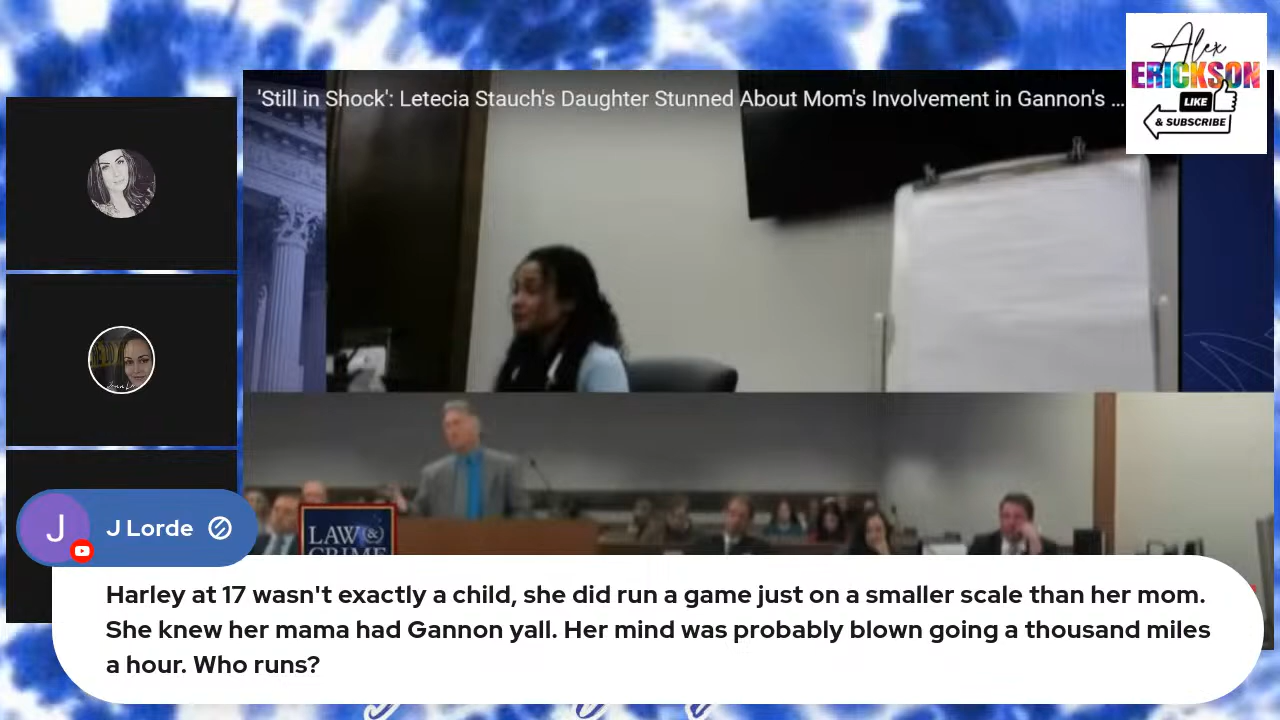 Alex
ERICKSON
LIKE
& SUBSCRIBE
'Still in Shock': Letecia Stauch's Daughter Stunned About Mom's Involvement in Gannon's ...
LAW&
CRIME
J
J Lorde
Harley at 17 wasn't exactly a child, she did run a game just on a smaller scale than her mom.
She knew her mama had Gannon yall. Her mind was probably blown going a thousand miles
a hour. Who runs?